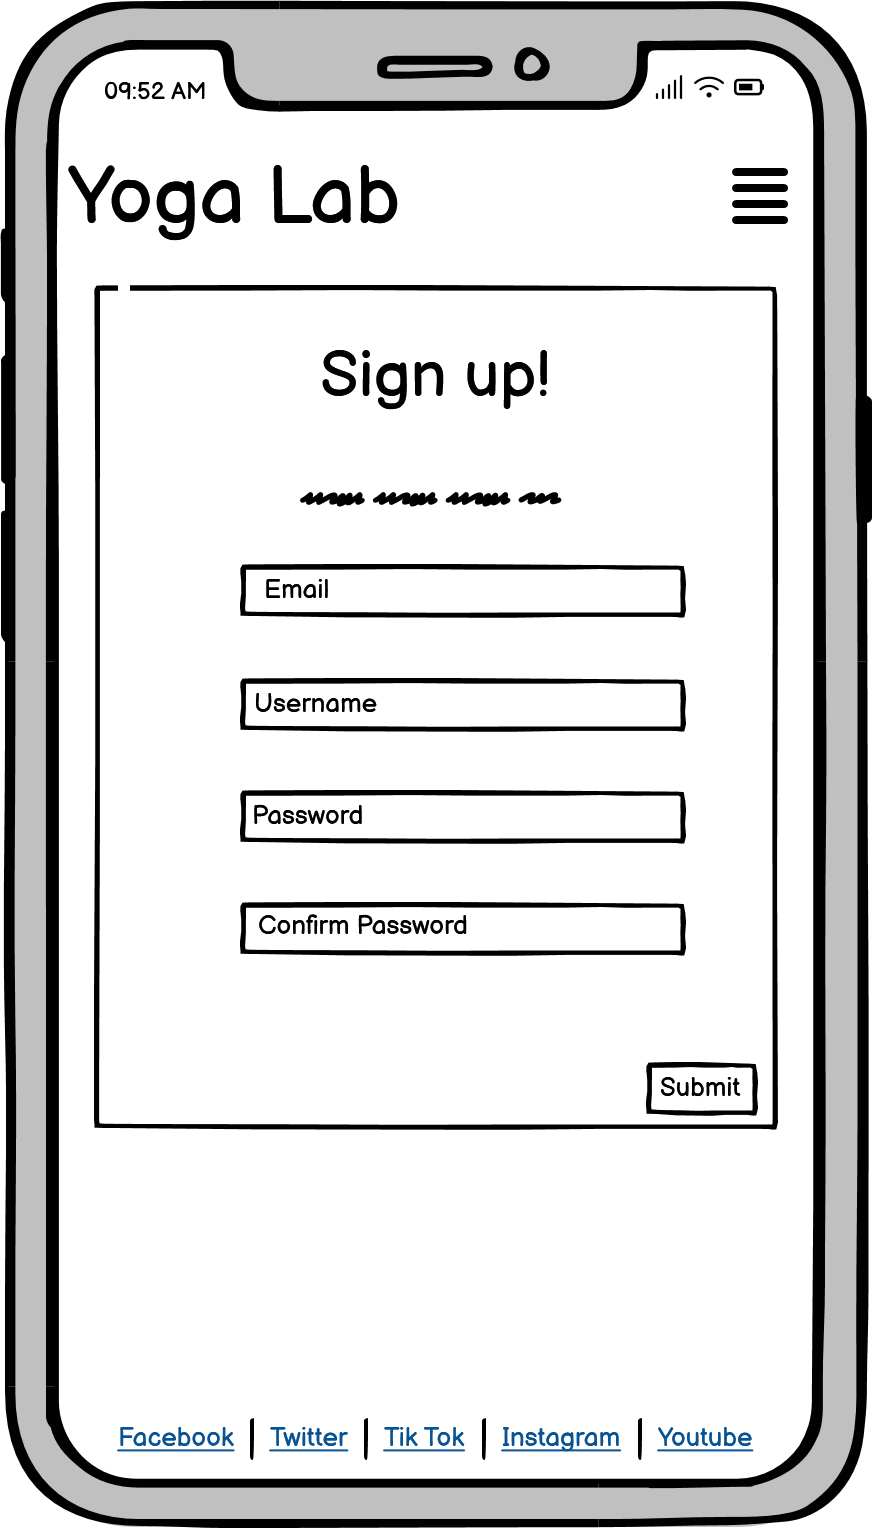 09:52 AM
Yoga Lab
Sign up!
Email
Username
Password
Confirm Password
Submit
Facebook | Twitter | Tik Tok | Instagram | Youtube